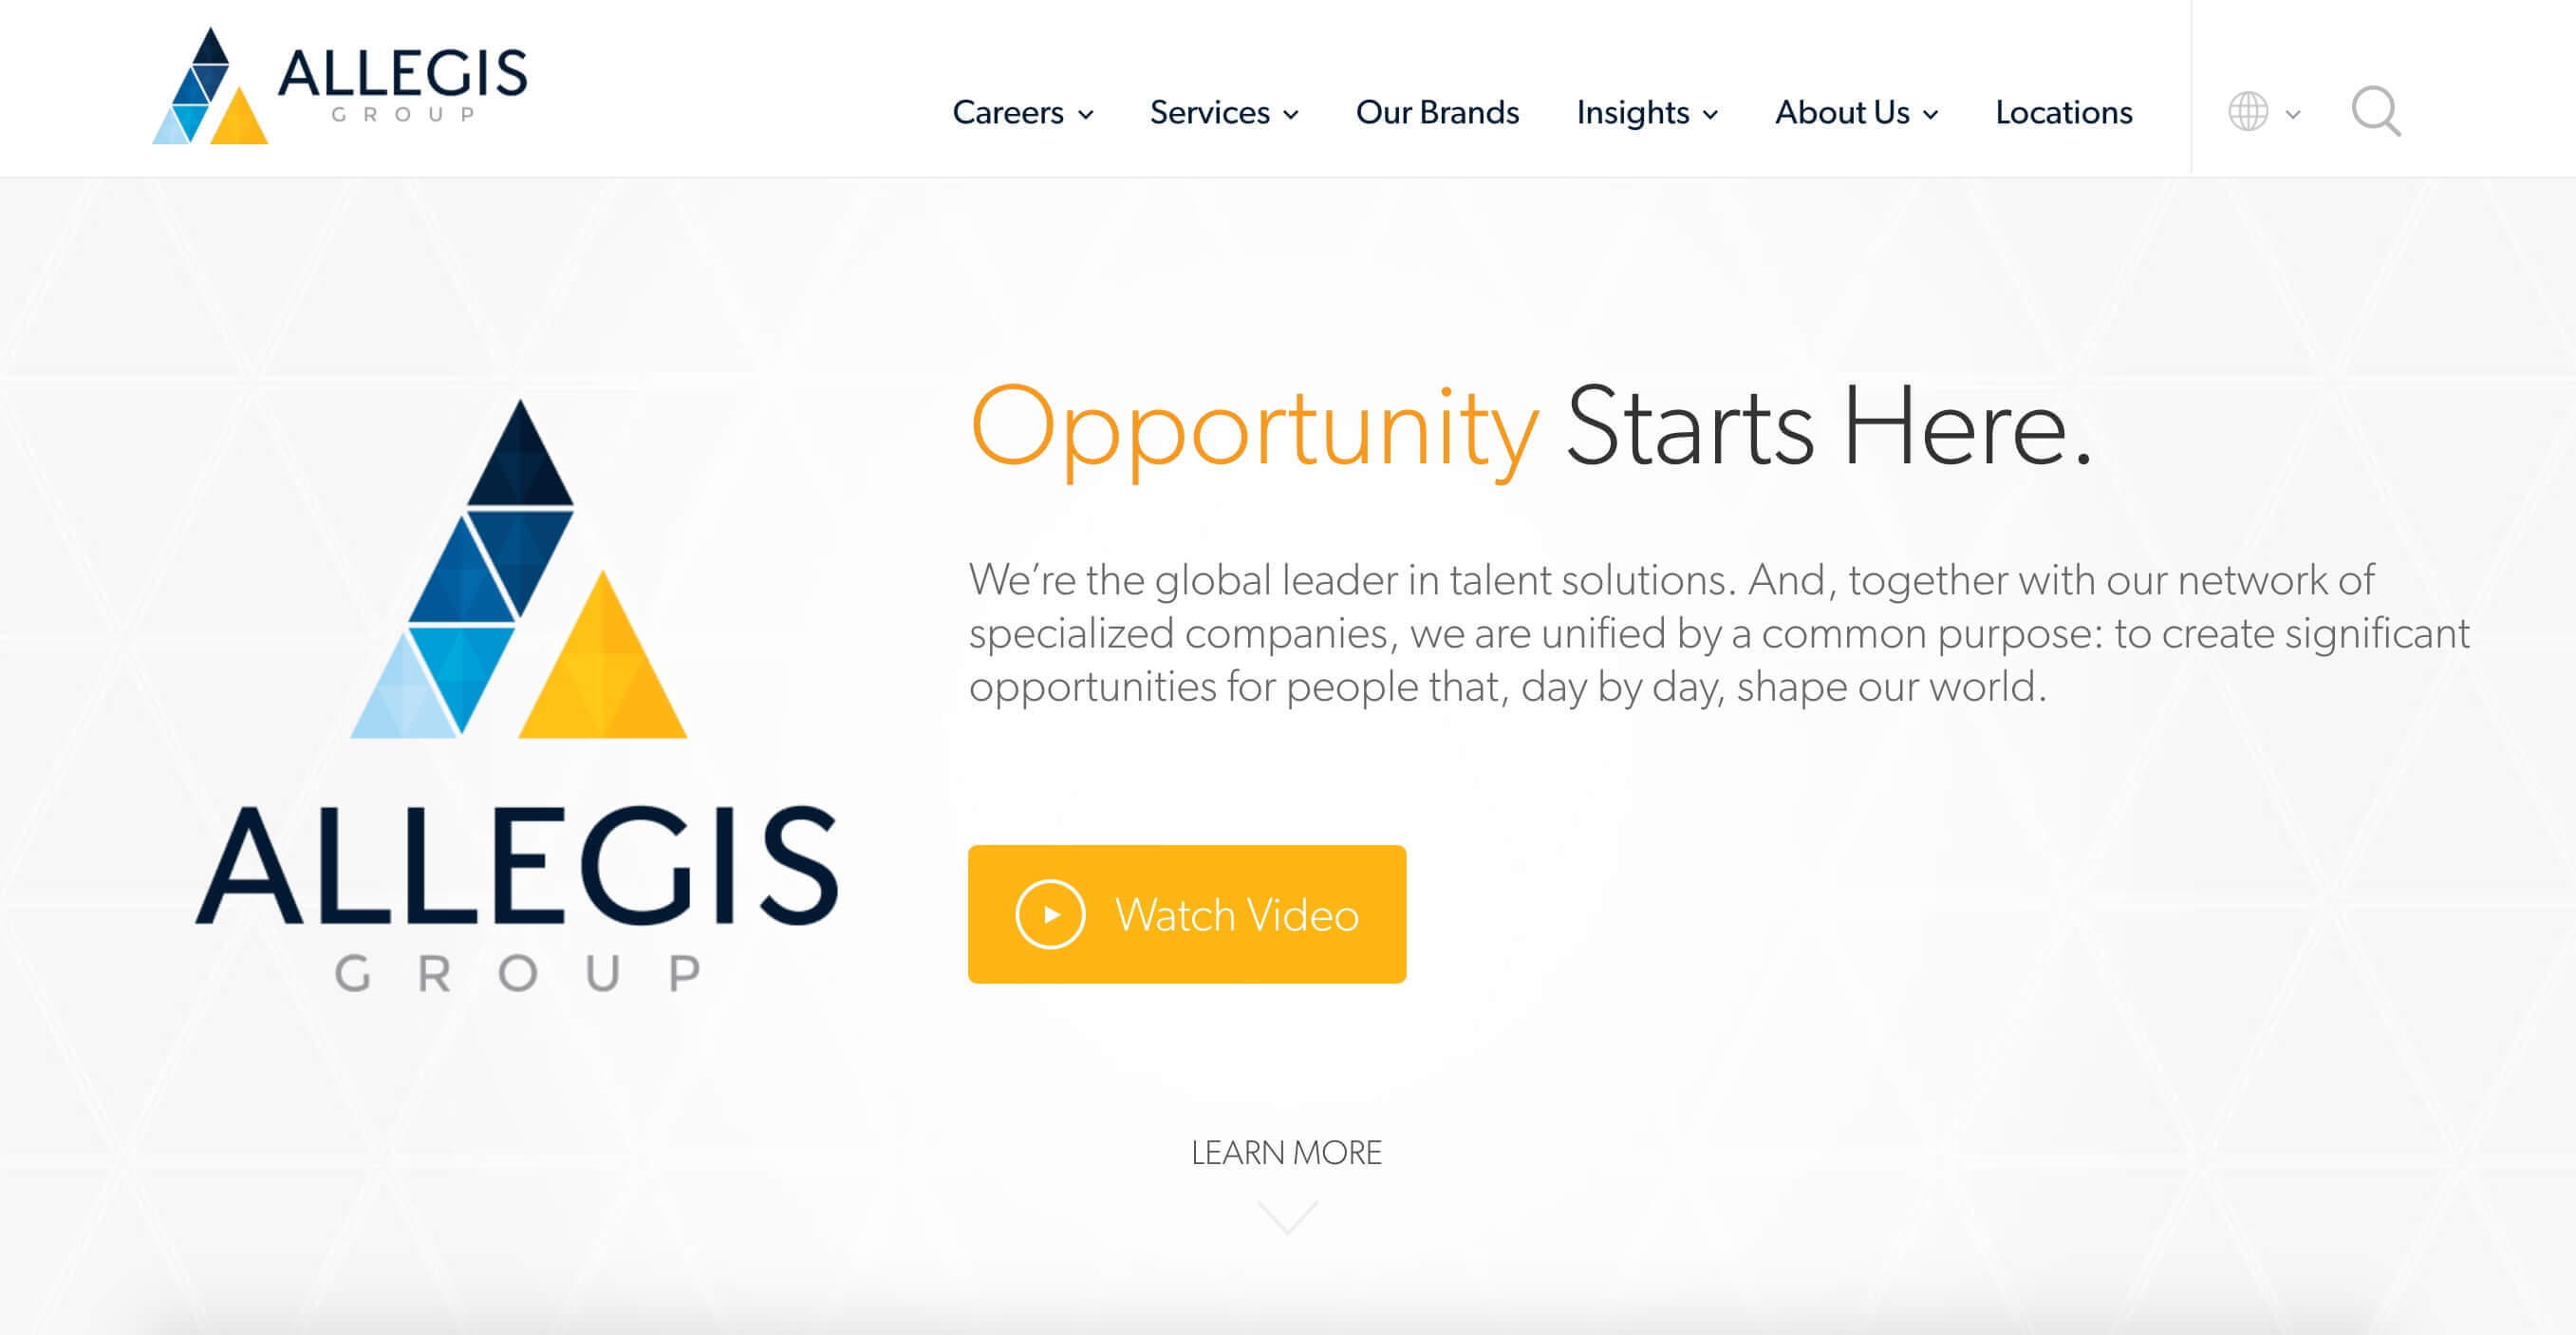 ALLEGIS
GROUP
Careers Services Our Brands Insights About Us Locations
Opportunity Starts Here.
We’re the global leader in talent solutions. And, together with our network of
specialized companies, we are unified by a common purpose: to create significant
opportunities for people that, day by day, shape our world.
ALLEGIS
GROUP
Watch Video
LEARN MORE